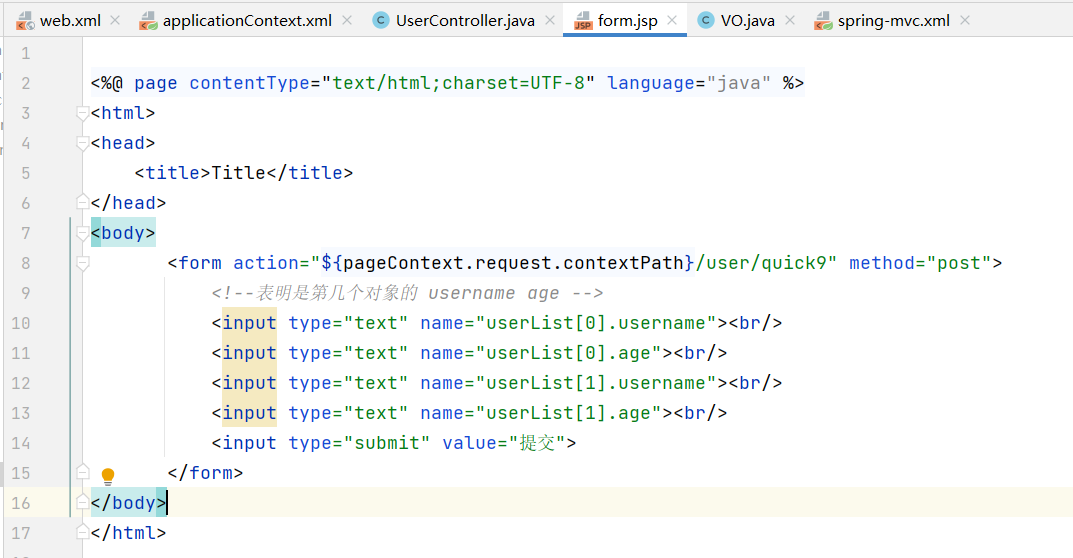 web.xml applicationContext.xml UserController.java form.jsp VO.java spring-mvc.xml
1
2 <%@ page contentType="text/html;charset=UTF-8" language="java" %>
3 <html>
4 <head>
5     <title>Title</title>
6 </head>
7 <body>
8        <form action="${pageContext.request.contextPath}/user/quick9" method="post">
9            <!--表明是第几个对象的 username age -->
10            <input type="text" name="userList[0].username"><br/>
11            <input type="text" name="userList[0].age"><br/>
12            <input type="text" name="userList[1].username"><br/>
13            <input type="text" name="userList[1].age"><br/>
14            <input type="submit" value="提交">
15        </form>
16 </body>
17 </html>